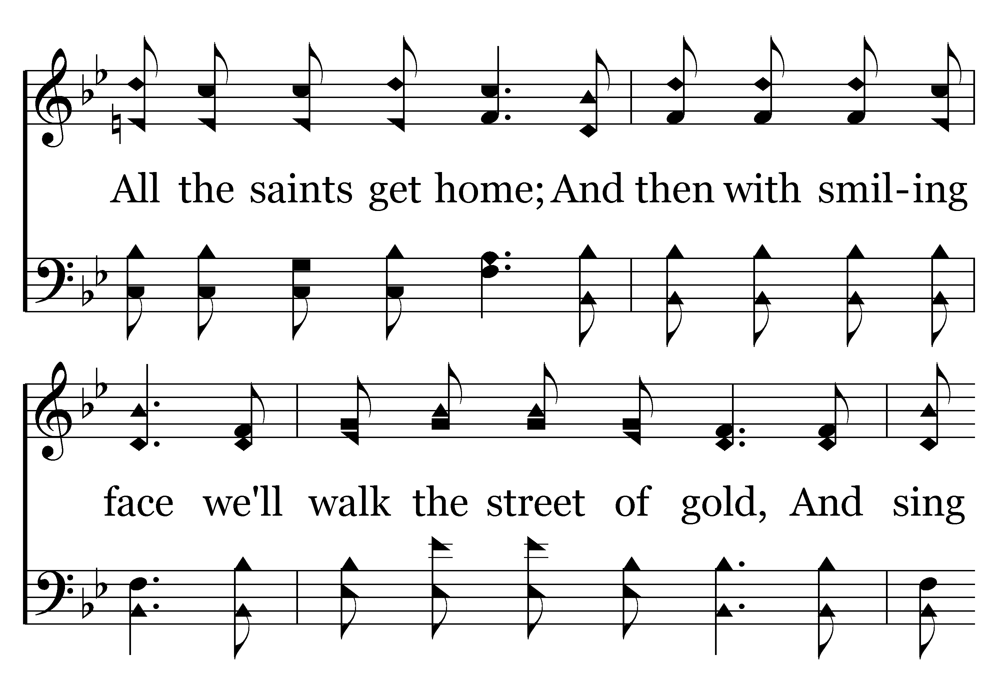 All the saints get home; And then with smil-ing
face we'll walk the street of gold, And sing